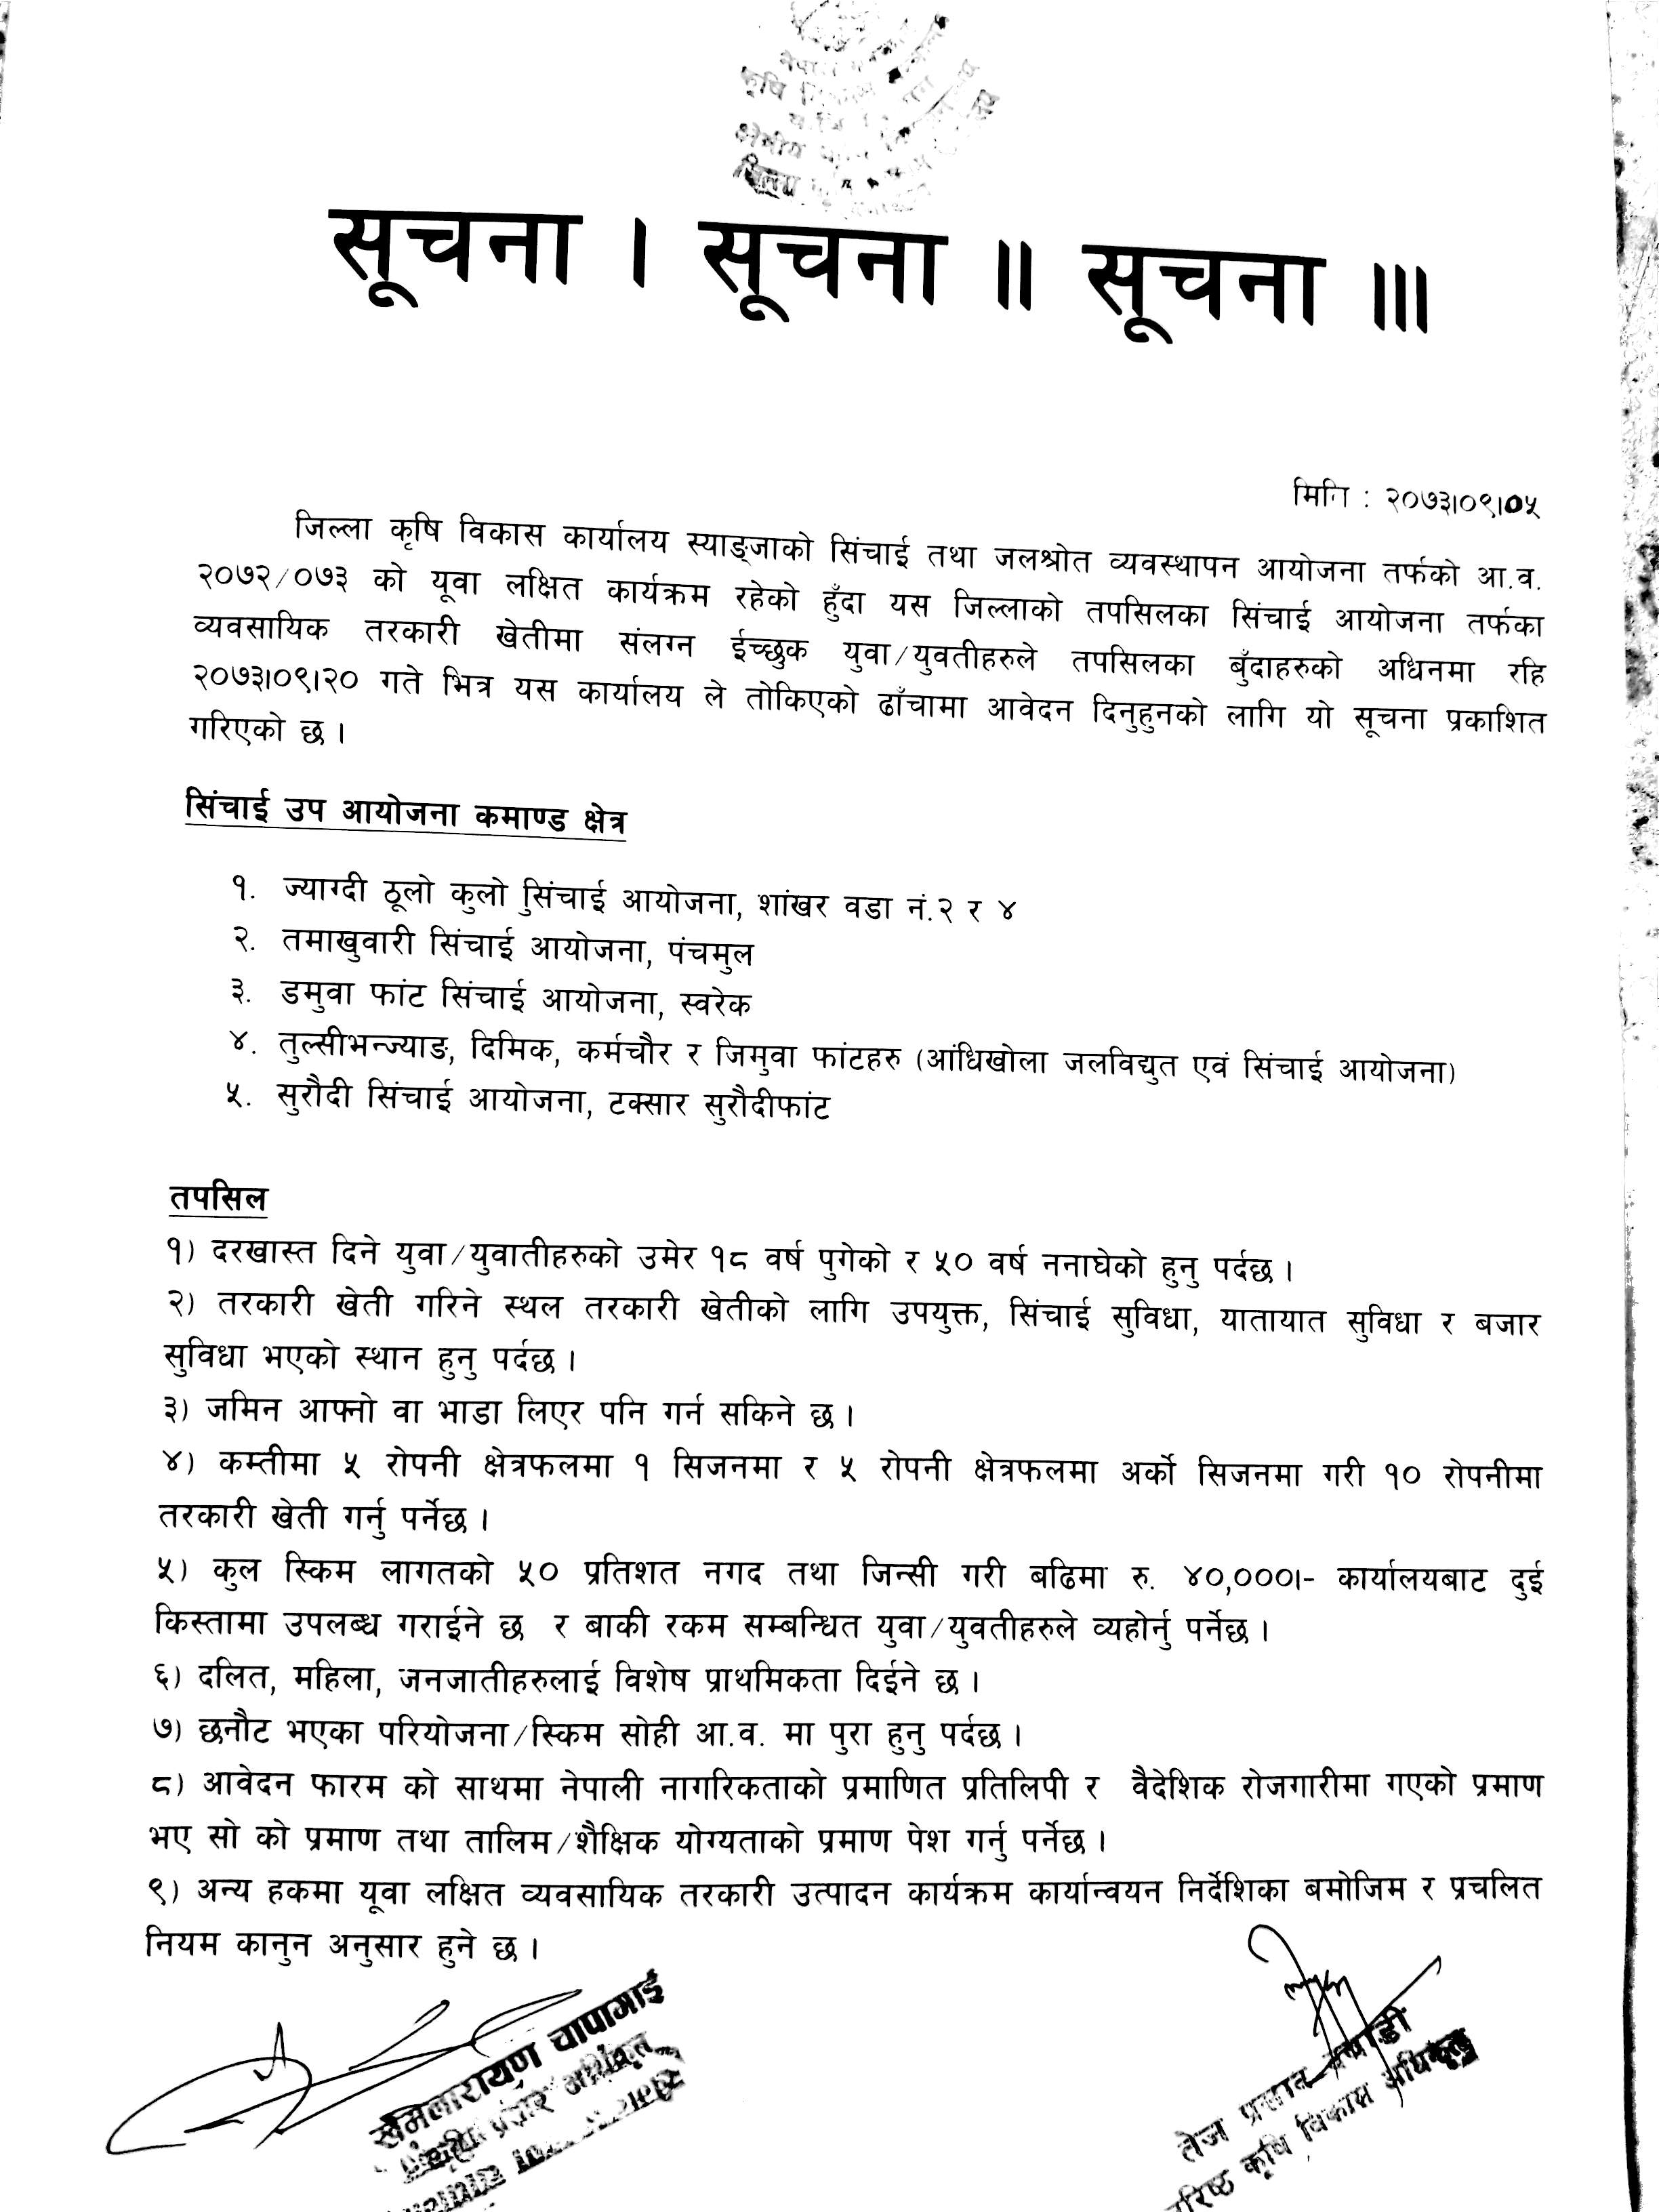 कृषि
जिल्ला
सूचना । सूचना ॥ सूचना ॥।
मिति : २०७३।०९।०५
जिल्ला कृषि विकास कार्यालय स्याङ्जाको सिंचाई तथा जलश्रोत व्यवस्थापन आयोजना तर्फको आ.व.
२०७२/०७३ को यूवा लक्षित कार्यक्रम रहेको हुँदा यस जिल्लाको तपसिलका सिंचाई आयोजना तर्फका
व्यवसायिक तरकारी खेतीमा संलग्न ईच्छुक युवा/युवतीहरुले तपसिलका बुँदाहरुको अधिनमा रहि
२०७३।०९।२० गते भित्र यस कार्यालय ले तोकिएको ढाँचामा आवेदन दिनुहुनको लागि यो सूचना प्रकाशित
गरिएको छ ।
सिंचाई उप आयोजना कमाण्ड क्षेत्र
१. ज्याग्दी ठूलो कुलो सिंचाई आयोजना, शांखर वडा नं.२ र ४
२. तमाखुवारी सिंचाई आयोजना, पंचमुल
३. डमुवा फांट सिंचाई आयोजना, स्वरेक
४. तुल्सीभन्ज्याङ, दिमिक, कर्मचौर र जिमुवा फांटहरु (आंधिखोला जलविद्युत एवं सिंचाई आयोजना)
५. सुरौदी सिंचाई आयोजना, टक्सार सुरौदीफांट
तपसिल
१) दरखास्त दिने युवा/युवातीहरुको उमेर १८ वर्ष पुगेको र ५० वर्ष ननाघेको हुनु पर्दछ ।
२) तरकारी खेती गरिने स्थल तरकारी खेतीको लागि उपयुक्त, सिंचाई सुविधा, यातायात सुविधा र बजार
सुविधा भएको स्थान हुनु पर्दछ ।
३) जमिन आफ्नो वा भाडा लिएर पनि गर्न सकिने छ ।
४) कम्तीमा ५ रोपनी क्षेत्रफलमा १ सिजनमा र ५ रोपनी क्षेत्रफलमा अर्को सिजनमा गरी १० रोपनीमा
तरकारी खेती गर्नु पर्नेछ ।
५) कुल स्किम लागतको ५० प्रतिशत नगद तथा जिन्सी गरी बढिमा रु. ४०,०००।- कार्यालयबाट दुई
किस्तामा उपलब्ध गराईने छ र बाकी रकम सम्बन्धित युवा/युवतीहरुले व्यहोर्नु पर्नेछ ।
६) दलित, महिला, जनजातीहरुलाई विशेष प्राथमिकता दिईने छ ।
७) छनौट भएका परियोजना/स्किम सोही आ.व. मा पुरा हुनु पर्दछ ।
८) आवेदन फारम को साथमा नेपाली नागरिकताको प्रमाणित प्रतिलिपी र वैदेशिक रोजगारीमा गएको प्रमाण
भए सो को प्रमाण तथा तालिम/शैक्षिक योग्यताको प्रमाण पेश गर्नु पर्नेछ ।
९) अन्य हकमा यूवा लक्षित व्यवसायिक तरकारी उत्पादन कार्यक्रम कार्यान्वयन निर्देशिका बमोजिम र प्रचलित
नियम कानुन अनुसार हुने छ ।
चापागाई
प्रसार अधिकृत
तेज प्रसाद
वरिष्ठ कृषि विकास अधिकृत